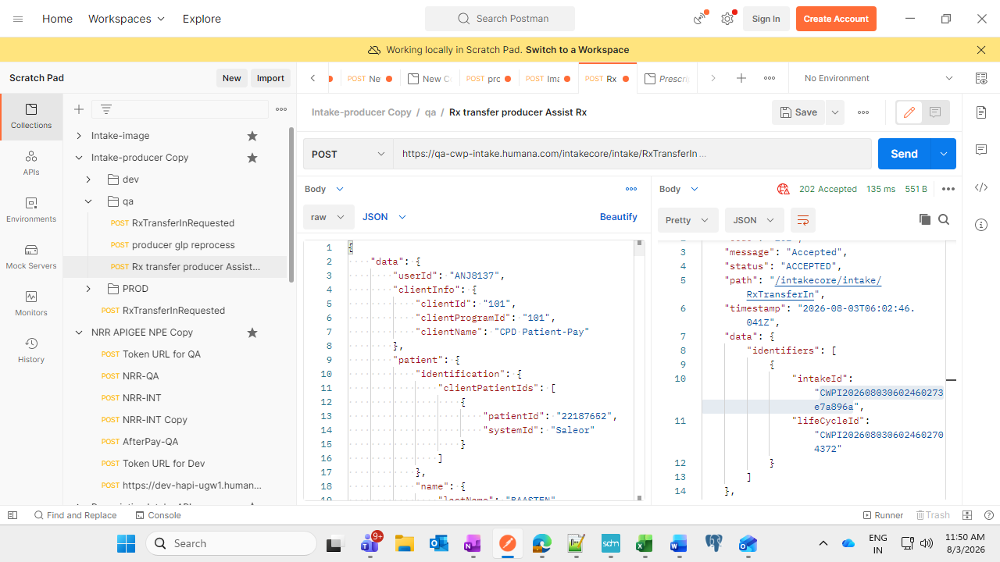 Home Workspaces Explore Search Postman Sign In Create Account
Working locally in Scratch Pad. Switch to a Workspace
Scratch Pad New Import
POST Ne New C POST pro POST Ima POST Rx Prescrip No Environment
Collections
APIs
Environments
Mock Servers
Monitors
History
Intake-image
Intake-producer Copy
dev
qa
POST RxTransferInRequested
POST producer glp reprocess
POST Rx transfer producer Assist...
PROD
POST RxTransferInRequested
NRR APIGEE NPE Copy
POST Token URL for QA
POST NRR-QA
POST NRR-INT
POST NRR-INT Copy
POST AfterPay-QA
POST Token URL for Dev
POST https://dev-hapi-ugw1.human...
Intake-producer Copy / qa / Rx transfer producer Assist Rx Save
POST https://qa-cwp-intake.humana.com/intakecore/intake/RxTransferIn ... Send
Body
raw JSON Beautify
1 {
2 "data": {
3 "userId": "ANJ8137",
4 "clientInfo": {
5 "clientId": "101",
6 "clientProgramId": "101",
7 "clientName": "CPD Patient-Pay"
8 },
9 "patient": {
10 "identification": {
11 "clientPatientIds": [
12 {
13 "patientId": "22187652",
14 "systemId": "Saleor"
15 }
16 ]
17 },
18 "name": {
19 "lastName": "BAASTEN"
Body 202 Accepted 135 ms 551 B
Pretty JSON
3 "message": "Accepted",
4 "status": "ACCEPTED",
5 "path": "/intakecore/intake/
RxTransferIn",
6 "timestamp": "2026-08-03T06:02:46.
041Z",
7 "data": {
8 "identifiers": [
9 {
10 "intakeId":
"CWPI202608030602460273
e7a896a",
11 "lifeCycleId":
"CWPI202608030602460270
4372"
12 }
13 ]
14 },
Find and Replace Console Runner Trash
Search 9+ ENG
IN 11:50 AM
8/3/2026